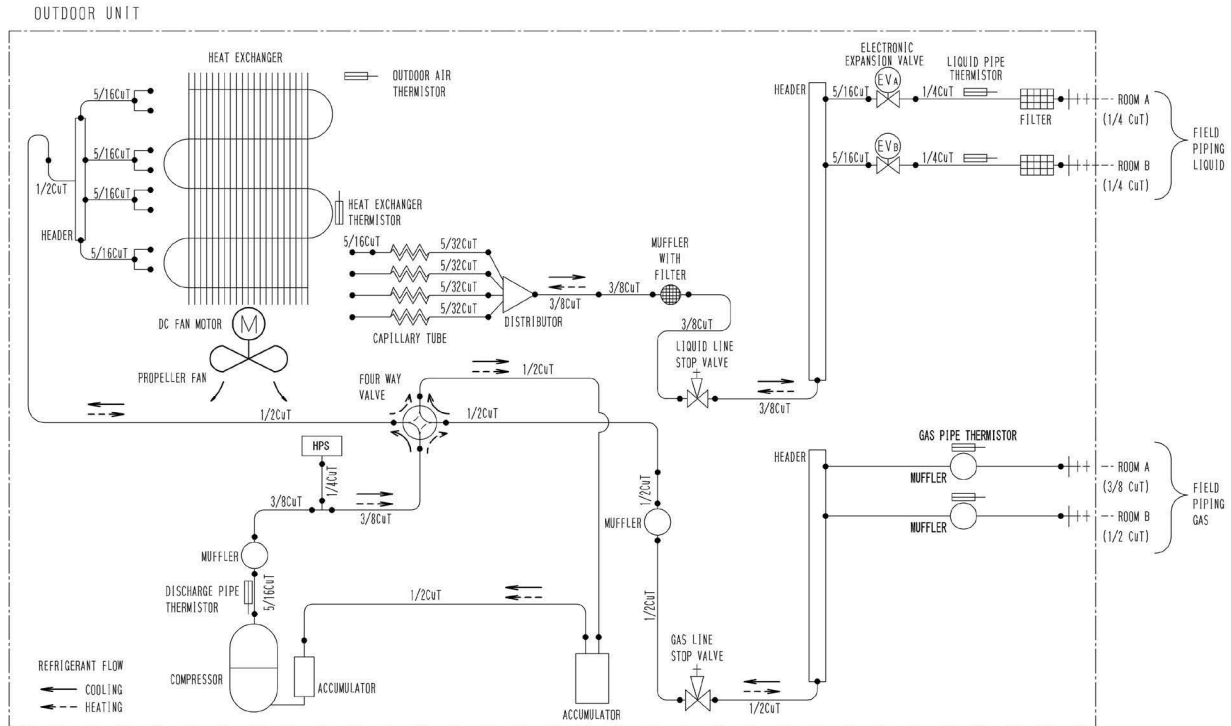 OUTDOOR UNIT
HEAT EXCHANGER
OUTDOOR AIR
THERMISTOR
5/16CuT
5/16CuT
5/16CuT
5/16CuT
1/2CuT
HEADER
HEAT EXCHANGER
THERMISTOR
DC FAN MOTOR
M
PROPELLER FAN
5/16CuT
5/32CuT
5/32CuT
5/32CuT
5/32CuT
CAPILLARY TUBE
DISTRIBUTOR
3/8CuT
3/8CuT
MUFFLER
WITH
FILTER
3/8CuT
LIQUID LINE
STOP VALVE
3/8CuT
HEADER
ELECTRONIC
EXPANSION VALVE
EVA
5/16CuT
1/4CuT
LIQUID PIPE
THERMISTOR
FILTER
ROOM A
(1/4 CuT)
EVB
5/16CuT
1/4CuT
ROOM B
(1/4 CuT)
FIELD
PIPING
LIQUID
FOUR WAY
VALVE
1/2CuT
1/2CuT
1/2CuT
HPS
1/4CuT
3/8CuT
3/8CuT
MUFFLER
DISCHARGE PIPE
THERMISTOR
5/16CuT
COMPRESSOR
ACCUMULATOR
1/2CuT
ACCUMULATOR
1/2CuT
MUFFLER
1/2CuT
GAS LINE
STOP VALVE
1/2CuT
HEADER
GAS PIPE THERMISTOR
MUFFLER
ROOM A
(3/8 CuT)
MUFFLER
ROOM B
(1/2 CuT)
FIELD
PIPING
GAS
REFRIGERANT FLOW
COOLING
HEATING